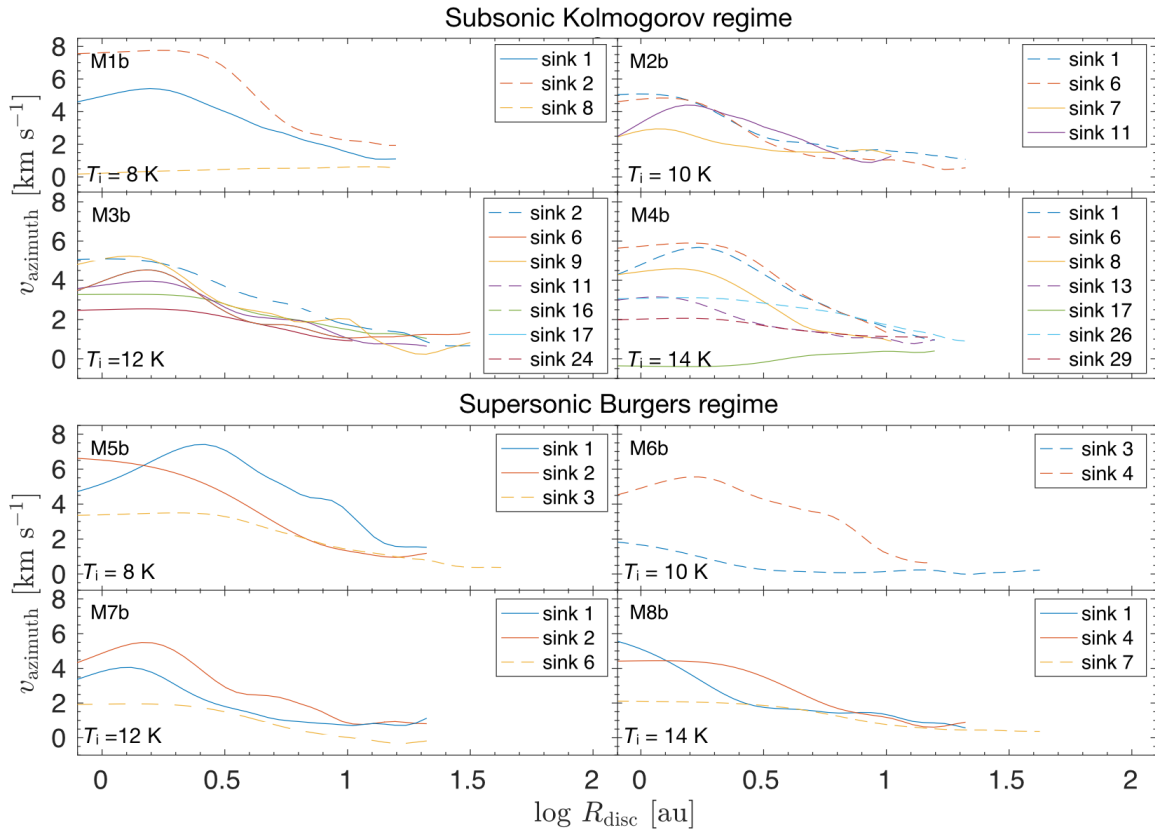 Subsonic Kolmogorov regime
M1b
sink 1
sink 2
sink 8
T_i = 8 K
M2b
sink 1
sink 6
sink 7
sink 11
T_i = 10 K
M3b
sink 2
sink 6
sink 9
sink 11
sink 16
sink 17
sink 24
T_i =12 K
M4b
sink 1
sink 6
sink 8
sink 13
sink 17
sink 26
sink 29
T_i = 14 K
8
6
4
2
0
8
6
4
2
0
v_azimuth [km s⁻¹]
Supersonic Burgers regime
M5b
sink 1
sink 2
sink 3
T_i = 8 K
M6b
sink 3
sink 4
T_i = 10 K
M7b
sink 1
sink 2
sink 6
T_i =12 K
M8b
sink 1
sink 4
sink 7
T_i = 14 K
8
6
4
2
0
8
6
4
2
0
v_azimuth [km s⁻¹]
0 0.5 1 1.5 2 0 0.5 1 1.5 2
log R_disc [au]